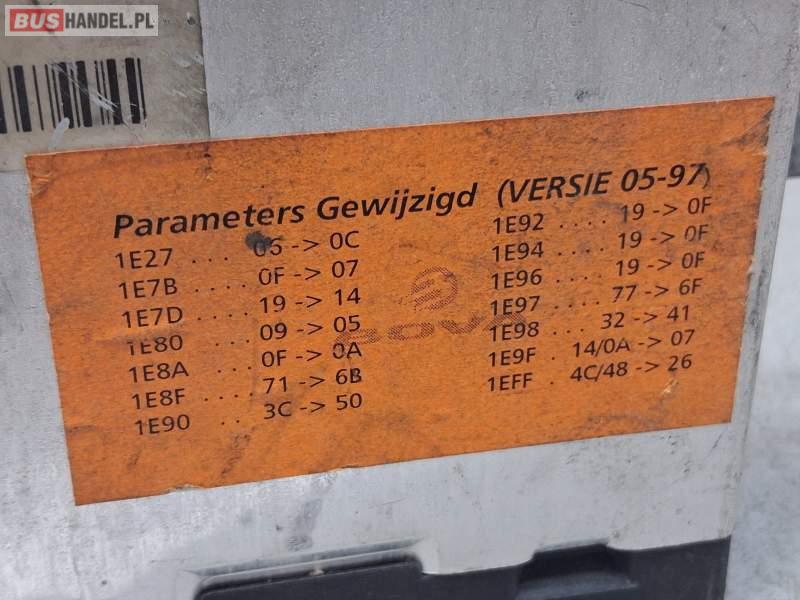 BUSHANDEL.PL
Parameters Gewijzigd (VERSIE 05-97)
1E27 ... 05 -> 0C
1E7B .... 0F -> 07
1E7D .... 19 -> 14
1E80 .... 09 -> 05
1E8A .... 0F -> 0A
1E8F .... 71 -> 6B
1E90 .. 3C -> 50
1E92 .... 19 -> 0F
1E94 .... 19 -> 0F
1E96 .... 19 -> 0F
1E97 .... 77 -> 6F
1E98 ... 32 -> 41
1E9F . 14/0A -> 07
1EFF . 4C/48 -> 26
BOVA